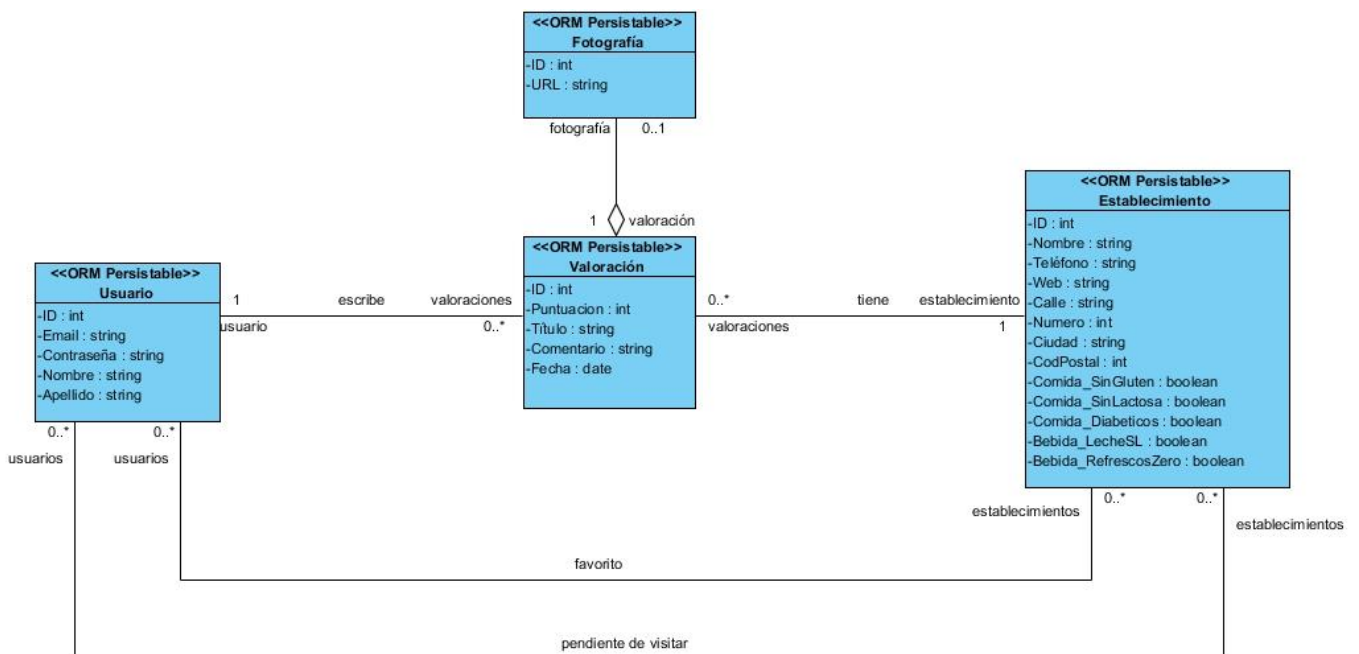 <<ORM Persistable>>
Fotografía
-ID : int
-URL : string
fotografía 0..1
1 valoración
<<ORM Persistable>>
Valoración
-ID : int
-Puntuacion : int
-Título : string
-Comentario : string
-Fecha : date
<<ORM Persistable>>
Usuario
-ID : int
-Email : string
-Contraseña : string
-Nombre : string
-Apellido : string
1 escribe valoraciones
usuario 0..*
0..* tiene establecimiento
valoraciones 1
<<ORM Persistable>>
Establecimiento
-ID : int
-Nombre : string
-Teléfono : string
-Web : string
-Calle : string
-Numero : int
-Ciudad : string
-CodPostal : int
-Comida_SinGluten : boolean
-Comida_SinLactosa : boolean
-Comida_Diabeticos : boolean
-Bebida_LecheSL : boolean
-Bebida_RefrescosZero : boolean
0..* 0..*
usuarios usuarios
0..* 0..*
establecimientos
establecimientos
favorito
pendiente de visitar